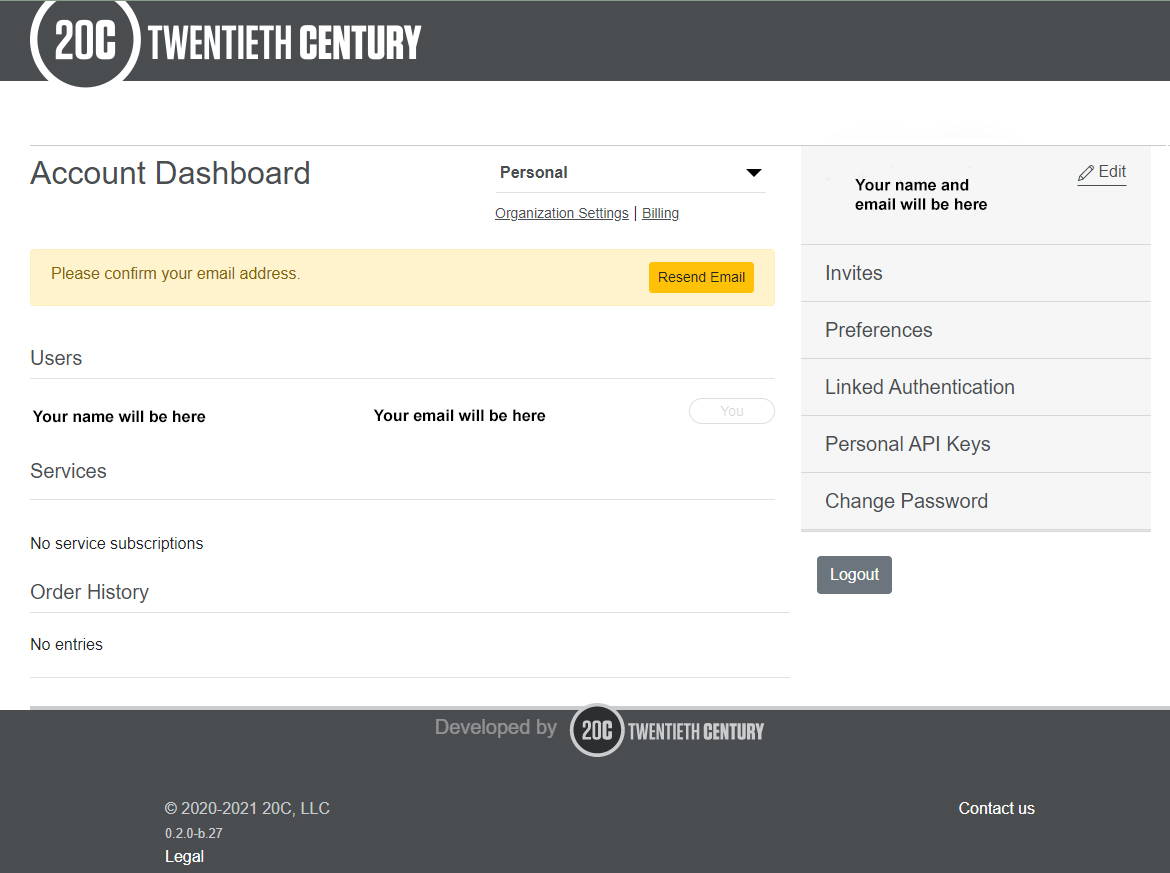 20C TWENTIETH CENTURY
Account Dashboard
Personal
Organization Settings | Billing
Please confirm your email address.
Resend Email
Users
Your name will be here
Your email will be here
You
Services
No service subscriptions
Order History
No entries
Your name and
email will be here
Edit
Invites
Preferences
Linked Authentication
Personal API Keys
Change Password
Logout
Developed by 20C TWENTIETH CENTURY
© 2020-2021 20C, LLC
0.2.0-b.27
Legal
Contact us